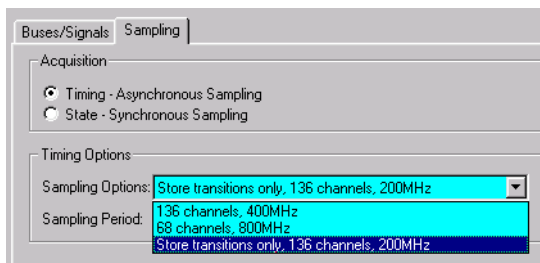 Buses/Signals Sampling
Acquisition
Timing - Asynchronous Sampling
State - Synchronous Sampling
Timing Options
Sampling Options: Store transitions only, 136 channels, 200MHz
136 channels, 400MHz
Sampling Period:
68 channels, 800MHz
Store transitions only, 136 channels, 200MHz